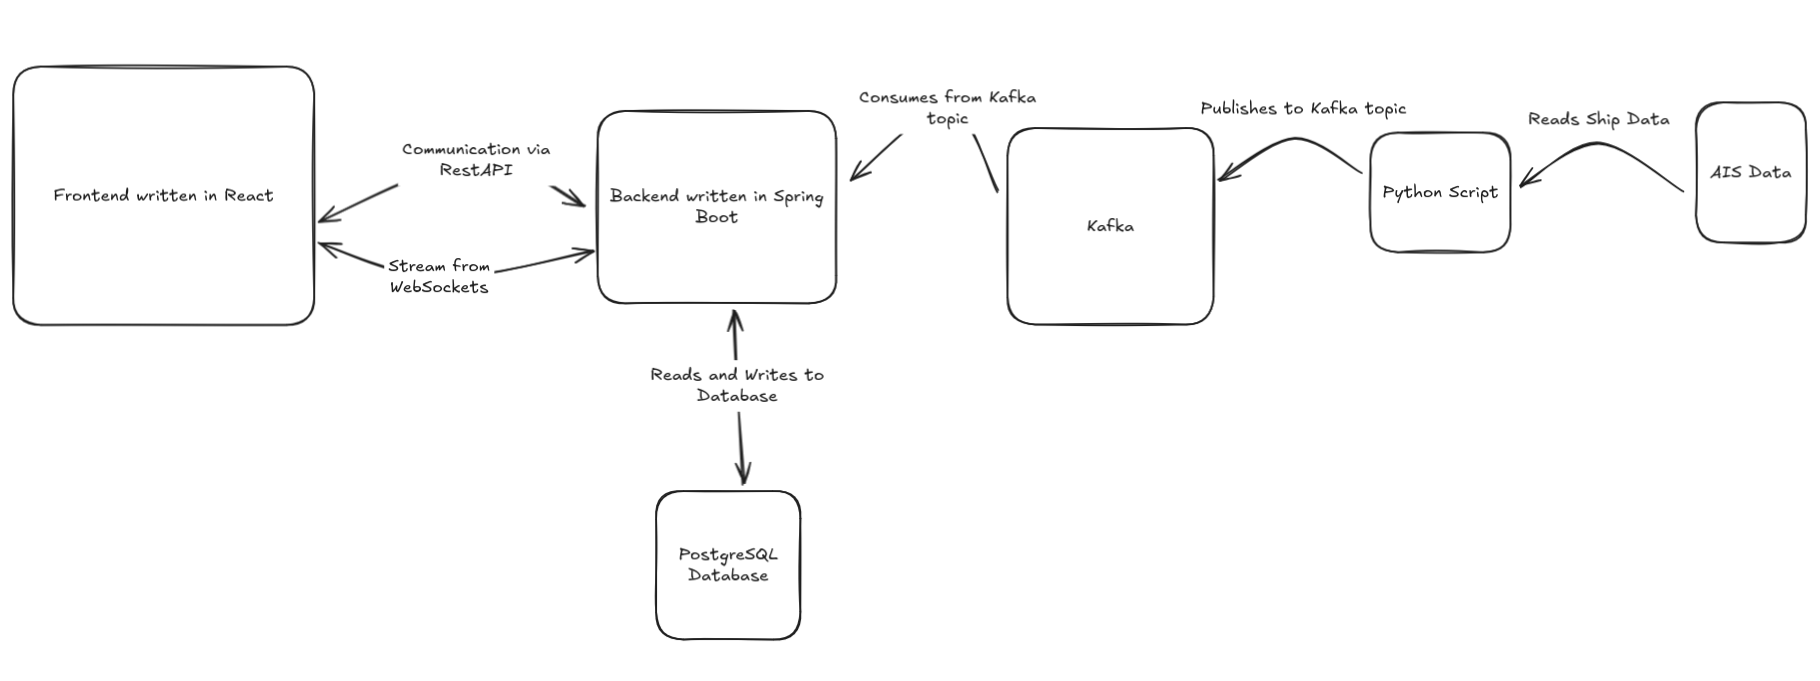 Frontend written in React
Communication via
RestAPI
Stream from
WebSockets
Backend written in Spring
Boot
Reads and Writes to
Database
PostgreSQL
Database
Consumes from Kafka
topic
Kafka
Publishes to Kafka topic
Python Script
Reads Ship Data
AIS Data